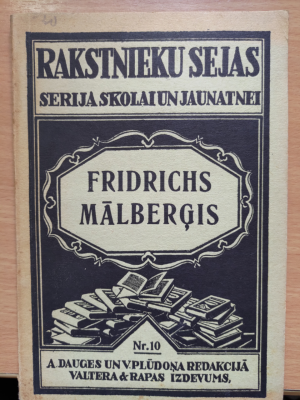 RAKSTNIEKU SEJAS
SERIJA SKOLAI UN JAUNATNEI
FRIDRICHS
MĀLBERĢIS
Nr. 10
A. DAUGES UN V. PLŪDOŅA REDAKCIJĀ
VALTERA & RAPAS IZDEVUMS,